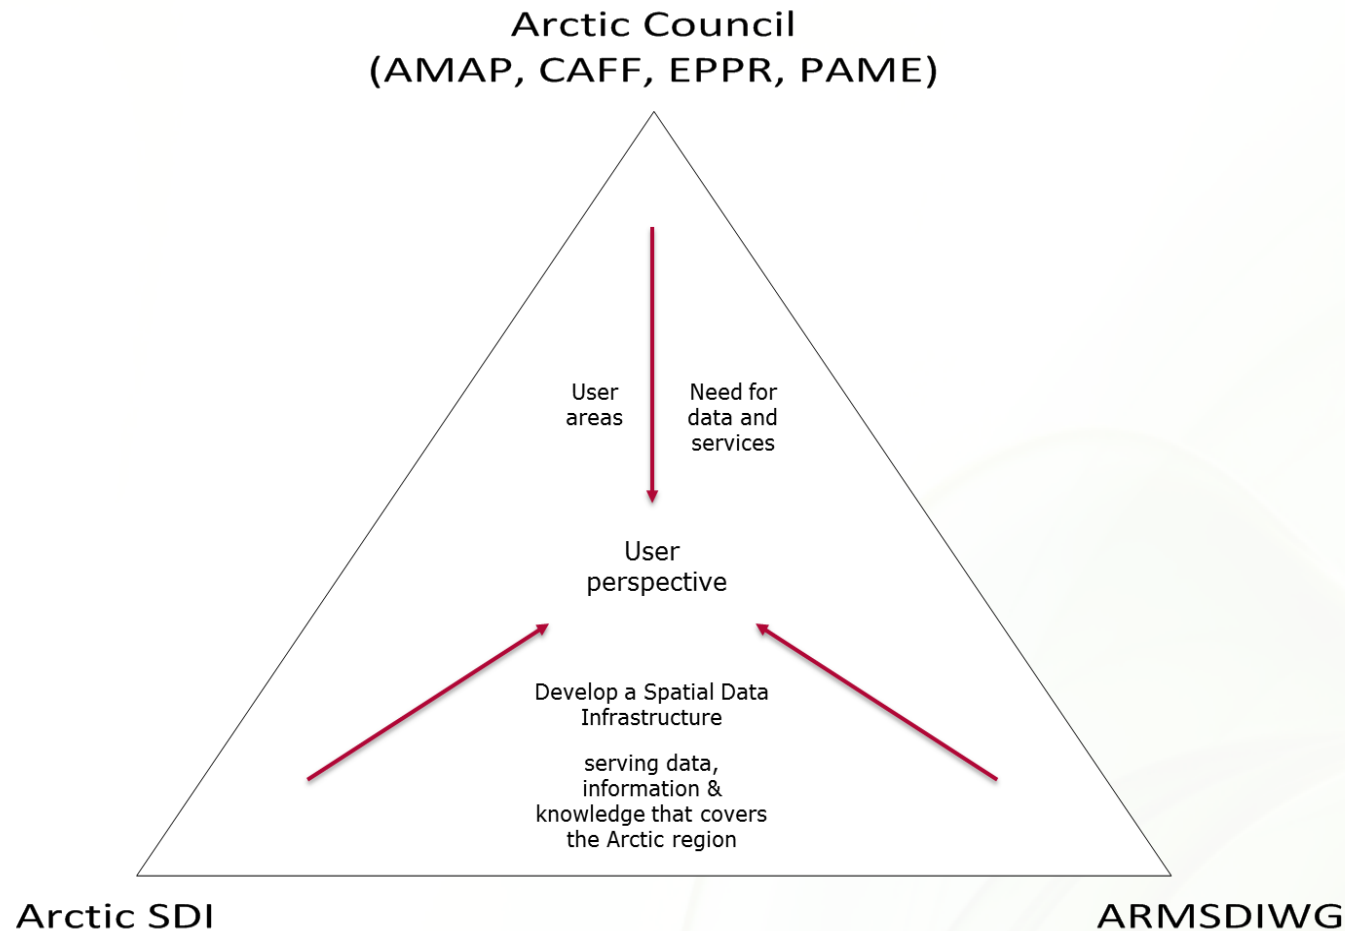 Arctic Council
(AMAP, CAFF, EPPR, PAME)
User
areas
Need for
data and
services
User
perspective
Develop a Spatial Data
Infrastructure
serving data,
information &
knowledge that covers
the Arctic region
Arctic SDI
ARMSDIWG